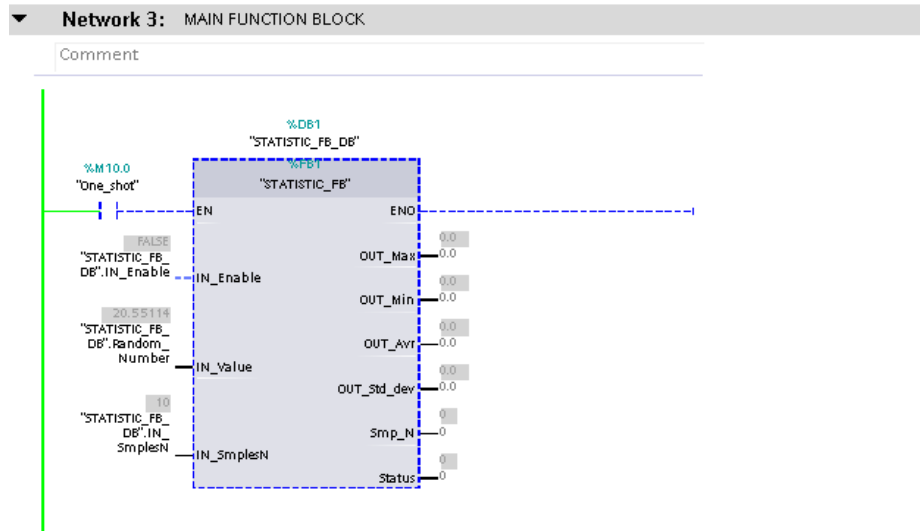 Network 3: MAIN FUNCTION BLOCK
Comment
%DB1
"STATISTIC_FB_DB"
%M10.0
"One_shot"
%FB1
"STATISTIC_FB"
EN
ENO
FALSE
"STATISTIC_FB_
DB".IN_Enable
IN_Enable
20.55114
"STATISTIC_FB_
DB".Random_
Number
IN_Value
10
"STATISTIC_FB_
DB".IN_
SmplesN
IN_SmplesN
0.0
OUT_Max
0.0
0.0
OUT_Min
0.0
0.0
OUT_Avr
0.0
0.0
OUT_Std_dev
0.0
0
Smp_N
0
0
Status
0